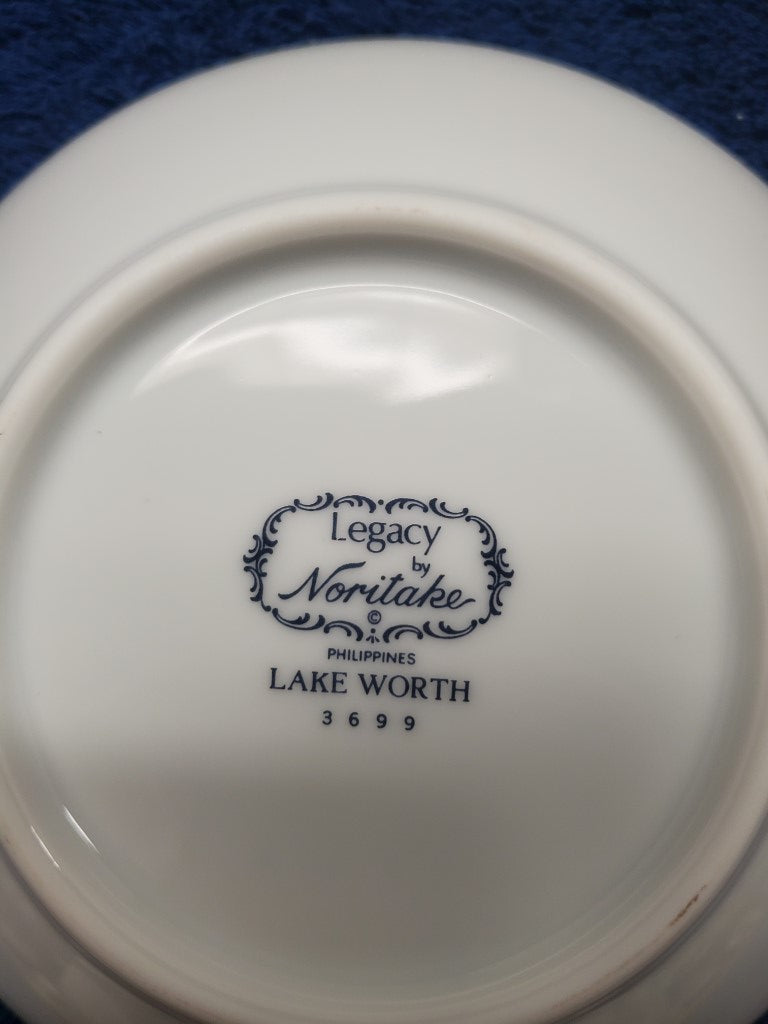 Legacy
by
Noritake
©
PHILIPPINES
LAKE WORTH
3699